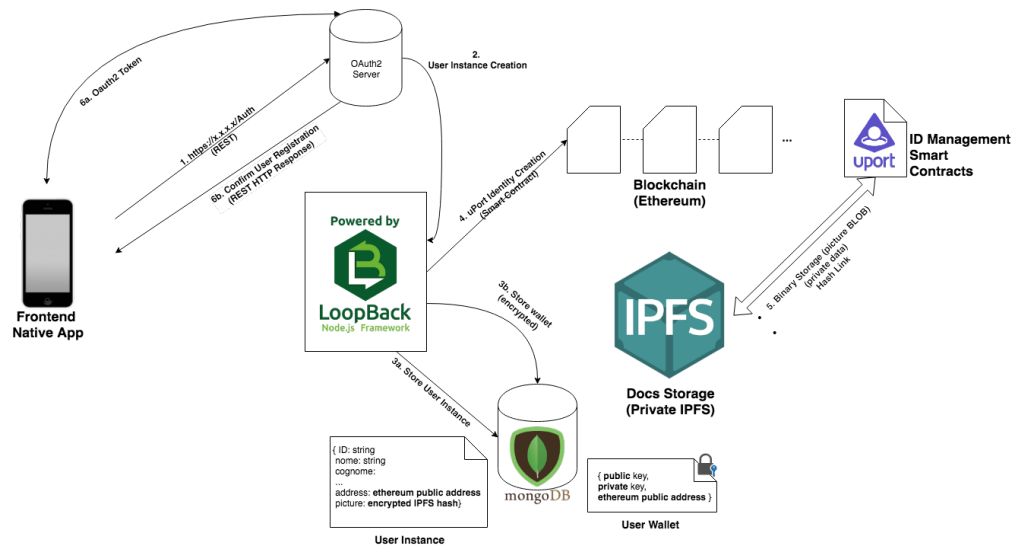 6a. Oauth2 Token
OAuth2
Server
2.
User Instance Creation
1. https://x.x.x.x/Auth
(REST)
6b. Confirm User Registration
(REST HTTP Response)
4. uPort Identity Creation
(Smart Contract)
Blockchain
(Ethereum)
...
uport
ID Management
Smart
Contracts
5. Binary Storage (picture BLOB)
(private data)
Hash Link
Frontend
Native App
Powered by
LB
LoopBack
Node.js Framework
3b. Store wallet
(encrypted)
IPFS
Docs Storage
(Private IPFS)
3a. Store User Instance
mongoDB
{ ID: string
nome: string
cognome:
...
address: ethereum public address
picture: encrypted IPFS hash}
User Instance
{ public key,
private key,
ethereum public address }
User Wallet